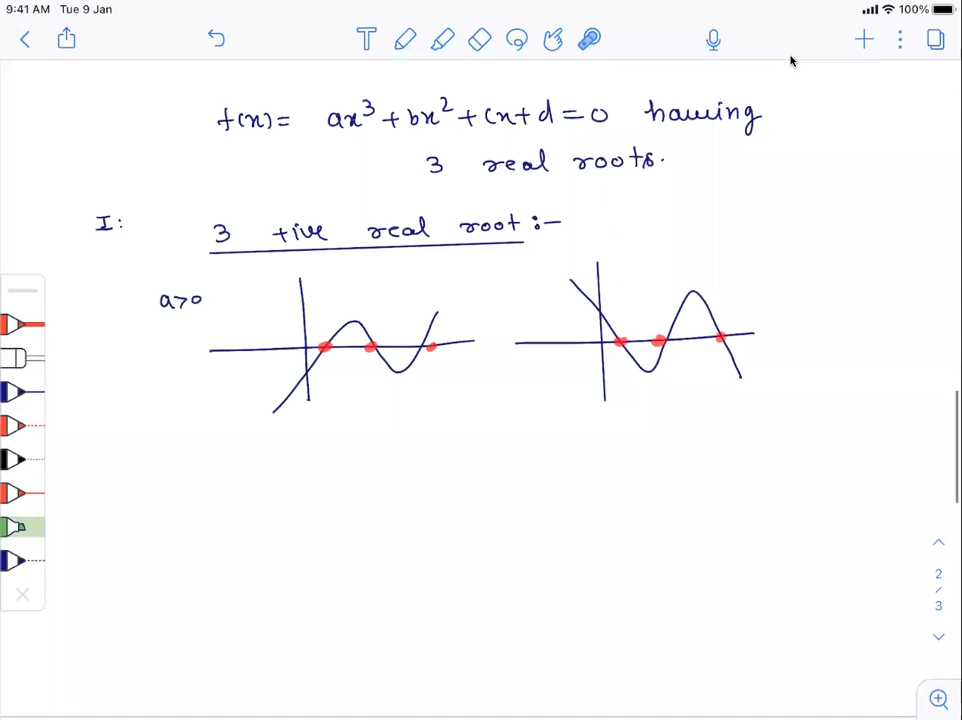 9:41 AM Tue 9 Jan
100%
T
f(x) = ax³ + bx² + cx + d = 0 having
3 real roots.
I: 3 +ive real root :-
a>0
2
/
3